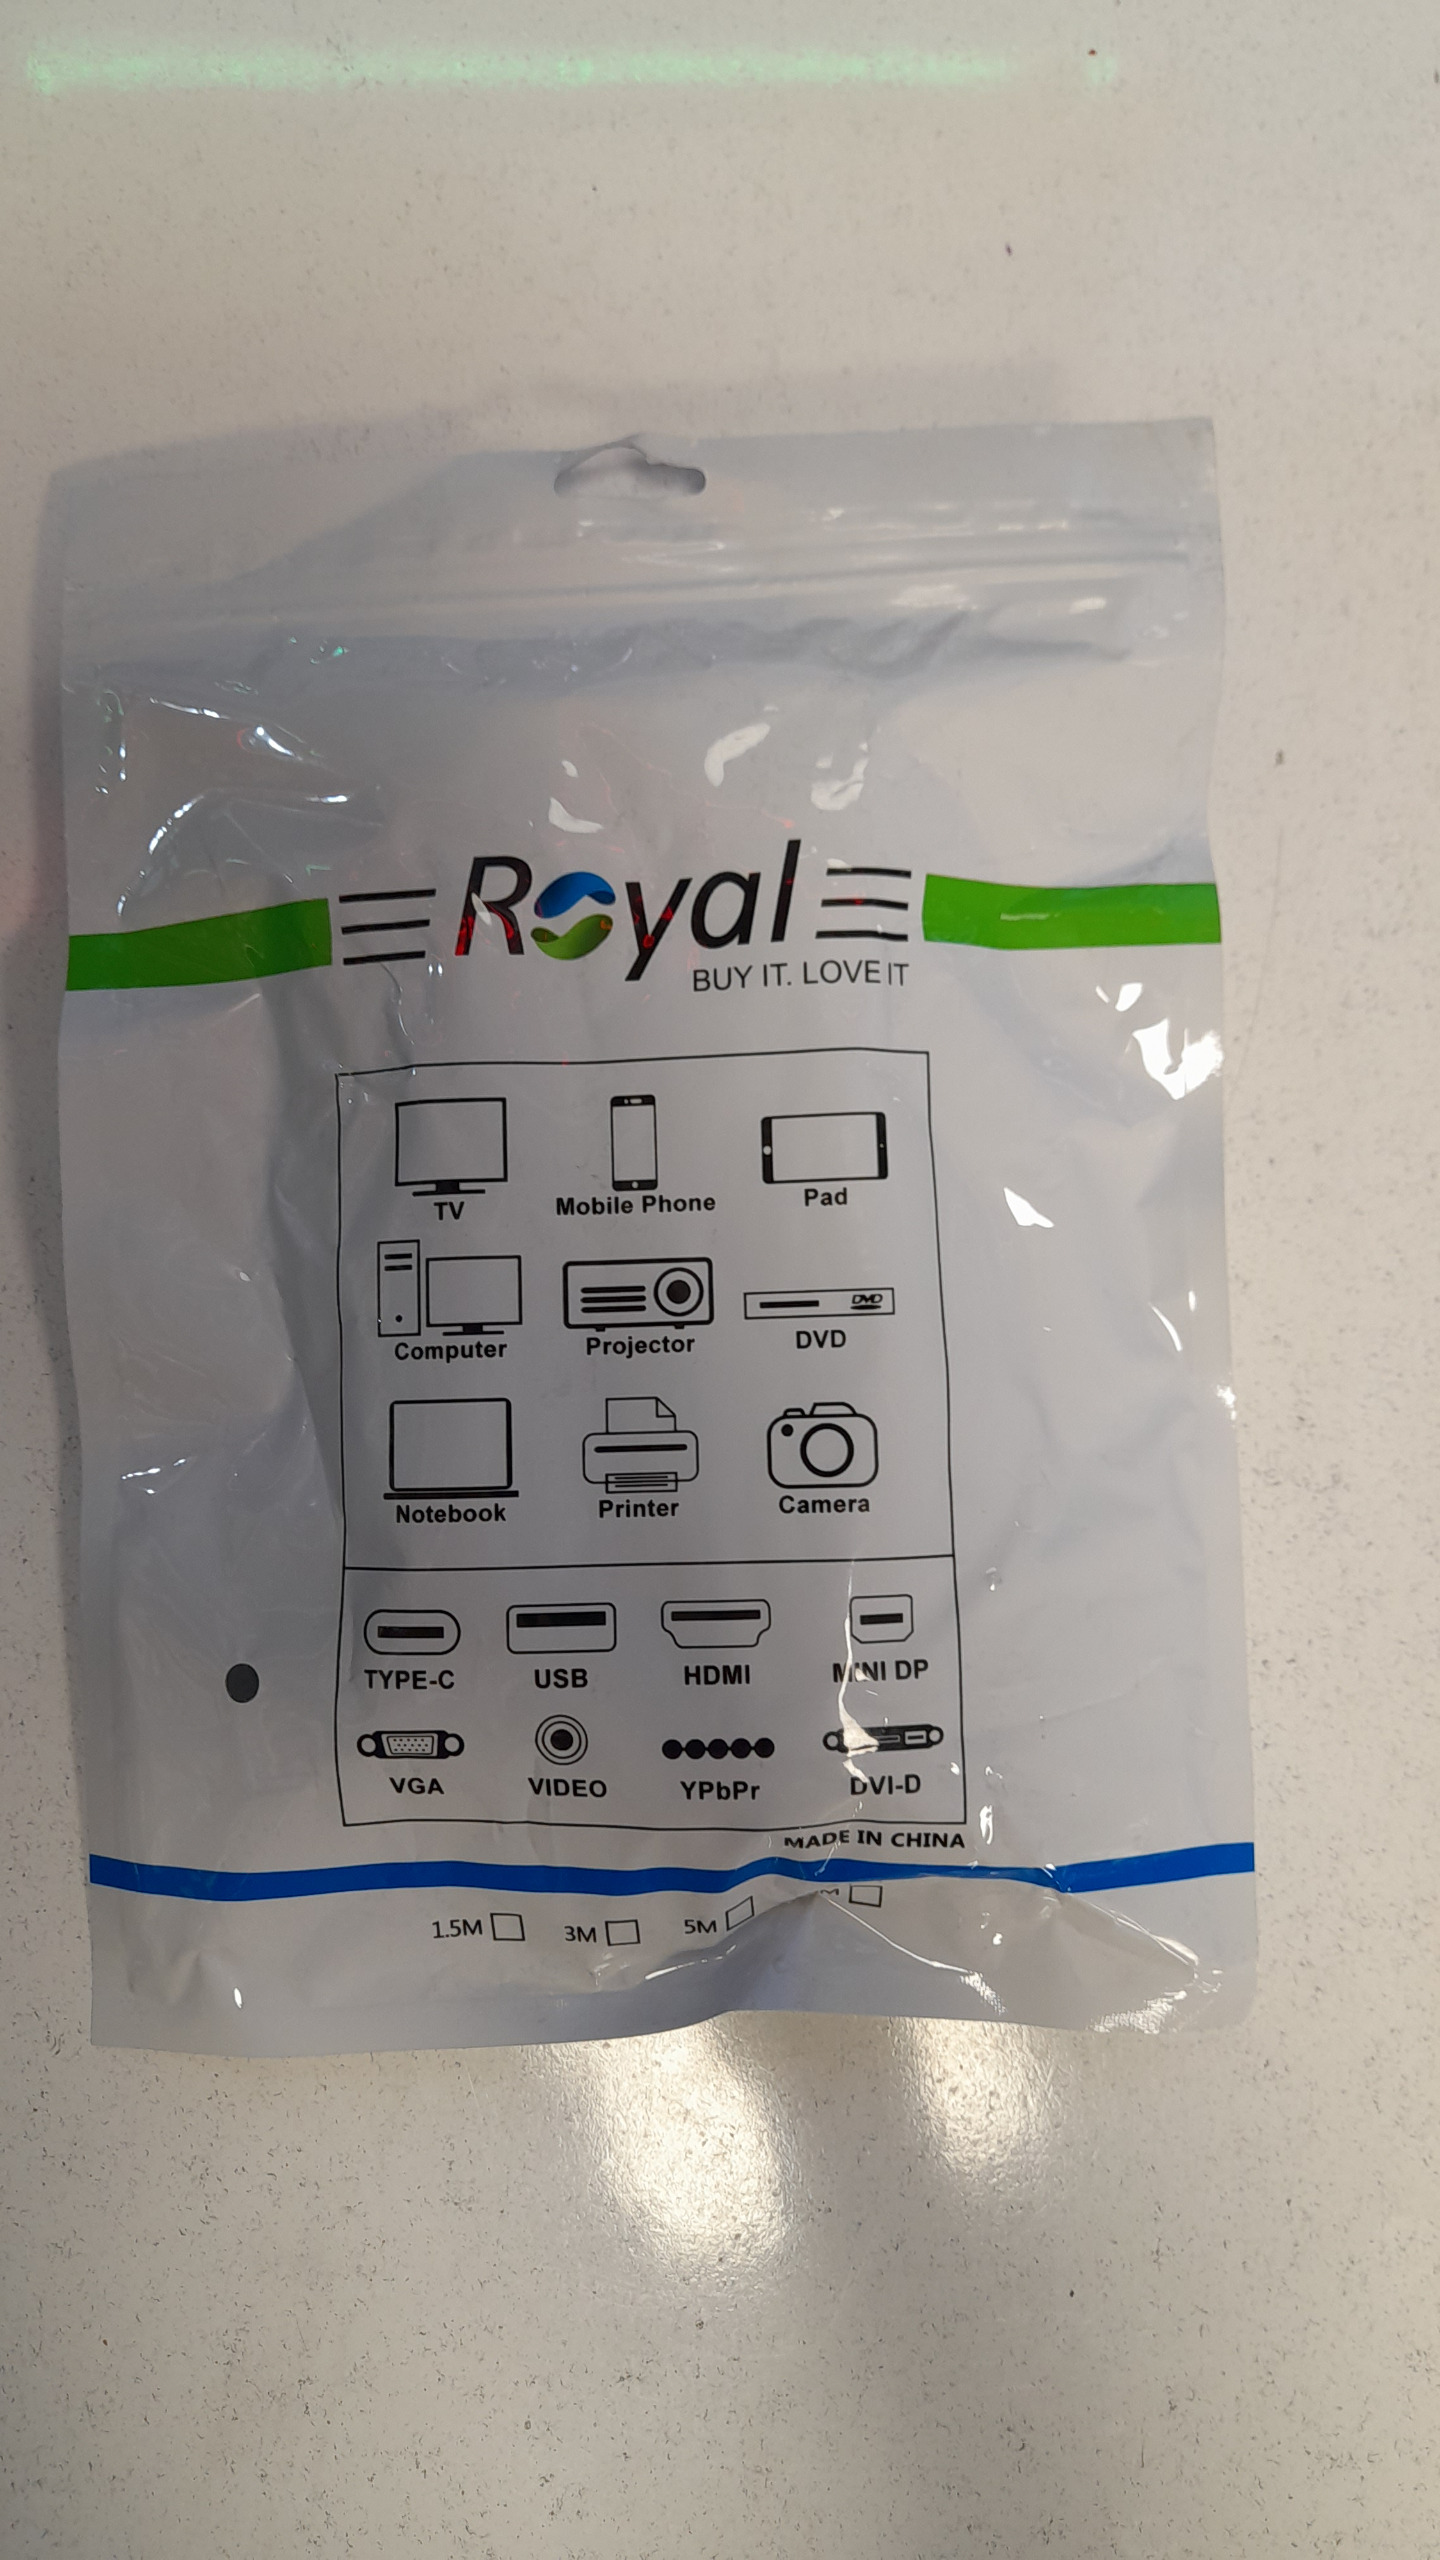 Royal
BUY IT. LOVE IT
TV Mobile Phone Pad
DVD
Computer Projector DVD
Notebook Printer Camera
TYPE-C USB HDMI MINI DP
VGA VIDEO YPbPr DVI-D
MADE IN CHINA
1.5M 3M 5M